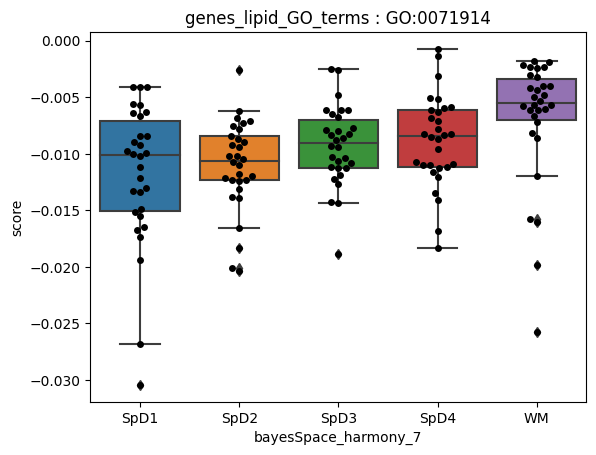 genes_lipid_GO_terms : GO:0071914
score
0.000
−0.005
−0.010
−0.015
−0.020
−0.025
−0.030
SpD1 SpD2 SpD3 SpD4 WM
bayesSpace_harmony_7